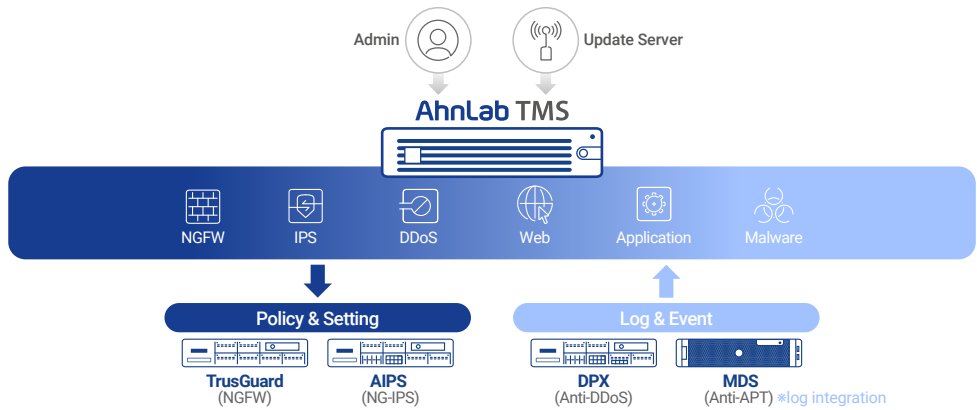 Admin
Update Server
AhnLab TMS
NGFW
IPS
DDoS
Web
Application
Malware
Policy & Setting
Log & Event
TrusGuard
(NGFW)
AIPS
(NG-IPS)
DPX
(Anti-DDoS)
MDS
(Anti-APT) ※log integration